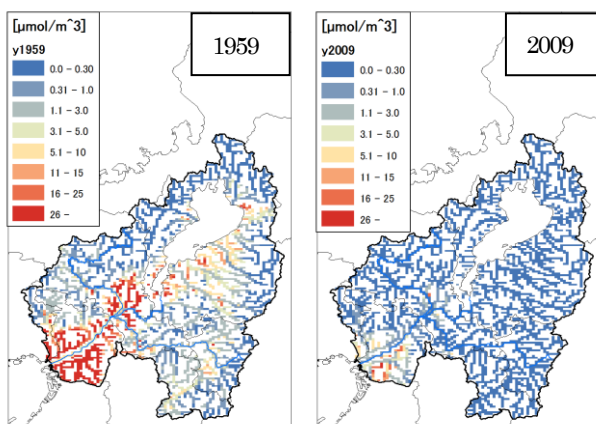 [µmol/m^3]
y1959
0.0 - 0.30
0.31 - 1.0
1.1 - 3.0
3.1 - 5.0
5.1 - 10
11 - 15
16 - 25
26 -
1959
[µmol/m^3]
y2009
0.0 - 0.30
0.31 - 1.0
1.1 - 3.0
3.1 - 5.0
5.1 - 10
11 - 15
16 - 25
26 -
2009